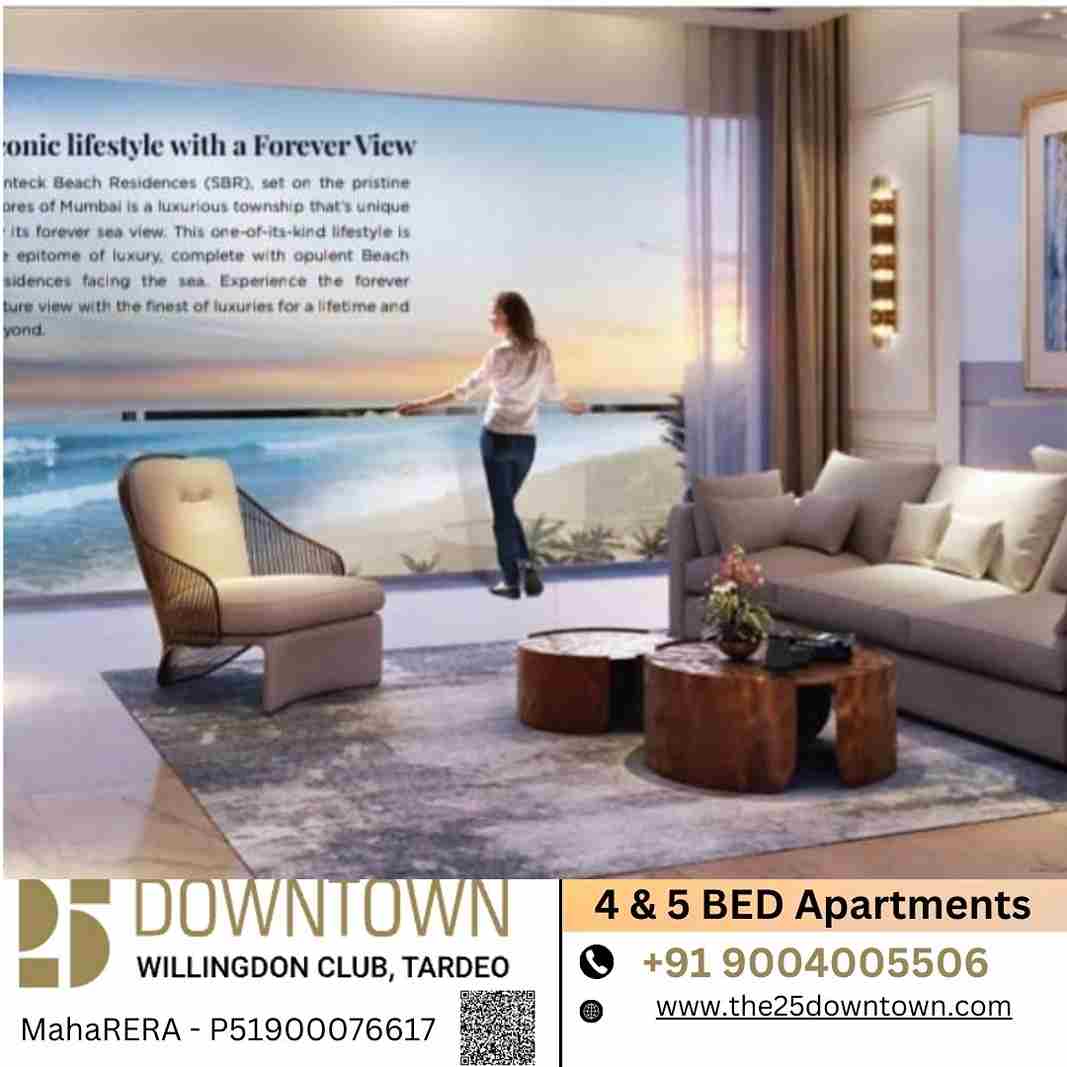 conic lifestyle with a Forever View
nteck Beach Residences (SBR), set on the pristine
ores of Mumbai is a luxurious township that's unique
its forever sea view. This one-of-its-kind lifestyle is
e epitome of luxury, complete with opulent Beach
sidences facing the sea. Experience the forever
ture view with the finest of luxuries for a lifetime and
yond.
25 DOWNTOWN
WILLINGDON CLUB, TARDEO
MahaRERA - P51900076617
4 & 5 BED Apartments
+91 9004005506
www.the25downtown.com